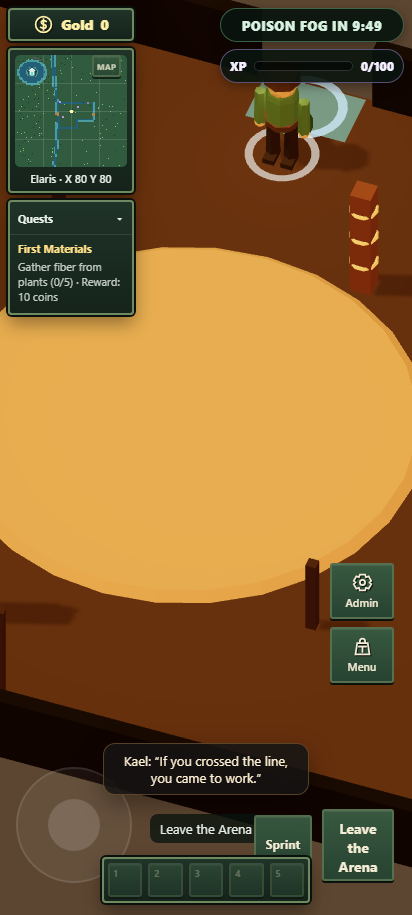 Gold 0
POISON FOG IN 9:49
XP 0/100
MAP
Elaris · X 80 Y 80
Quests
First Materials
Gather fiber from
plants (0/5) · Reward:
10 coins
Admin
Menu
Kael: “If you crossed the line,
you came to work.”
Leave the Arena
Sprint
Leave
the
Arena
1 2 3 4 5